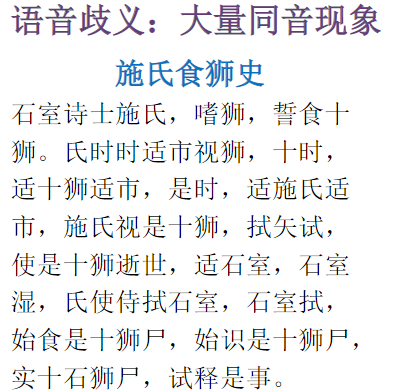 语音歧义：大量同音现象
施氏食狮史
石室诗士施氏，嗜狮，誓食十
狮。氏时时适市视狮，十时，
适十狮适市，是时，适施氏适
市，施氏视是十狮，拭矢试，
使是十狮逝世，适石室，石室
湿，氏使侍拭石室，石室拭，
始食是十狮尸，始识是十狮尸，
实十石狮尸，试释是事。